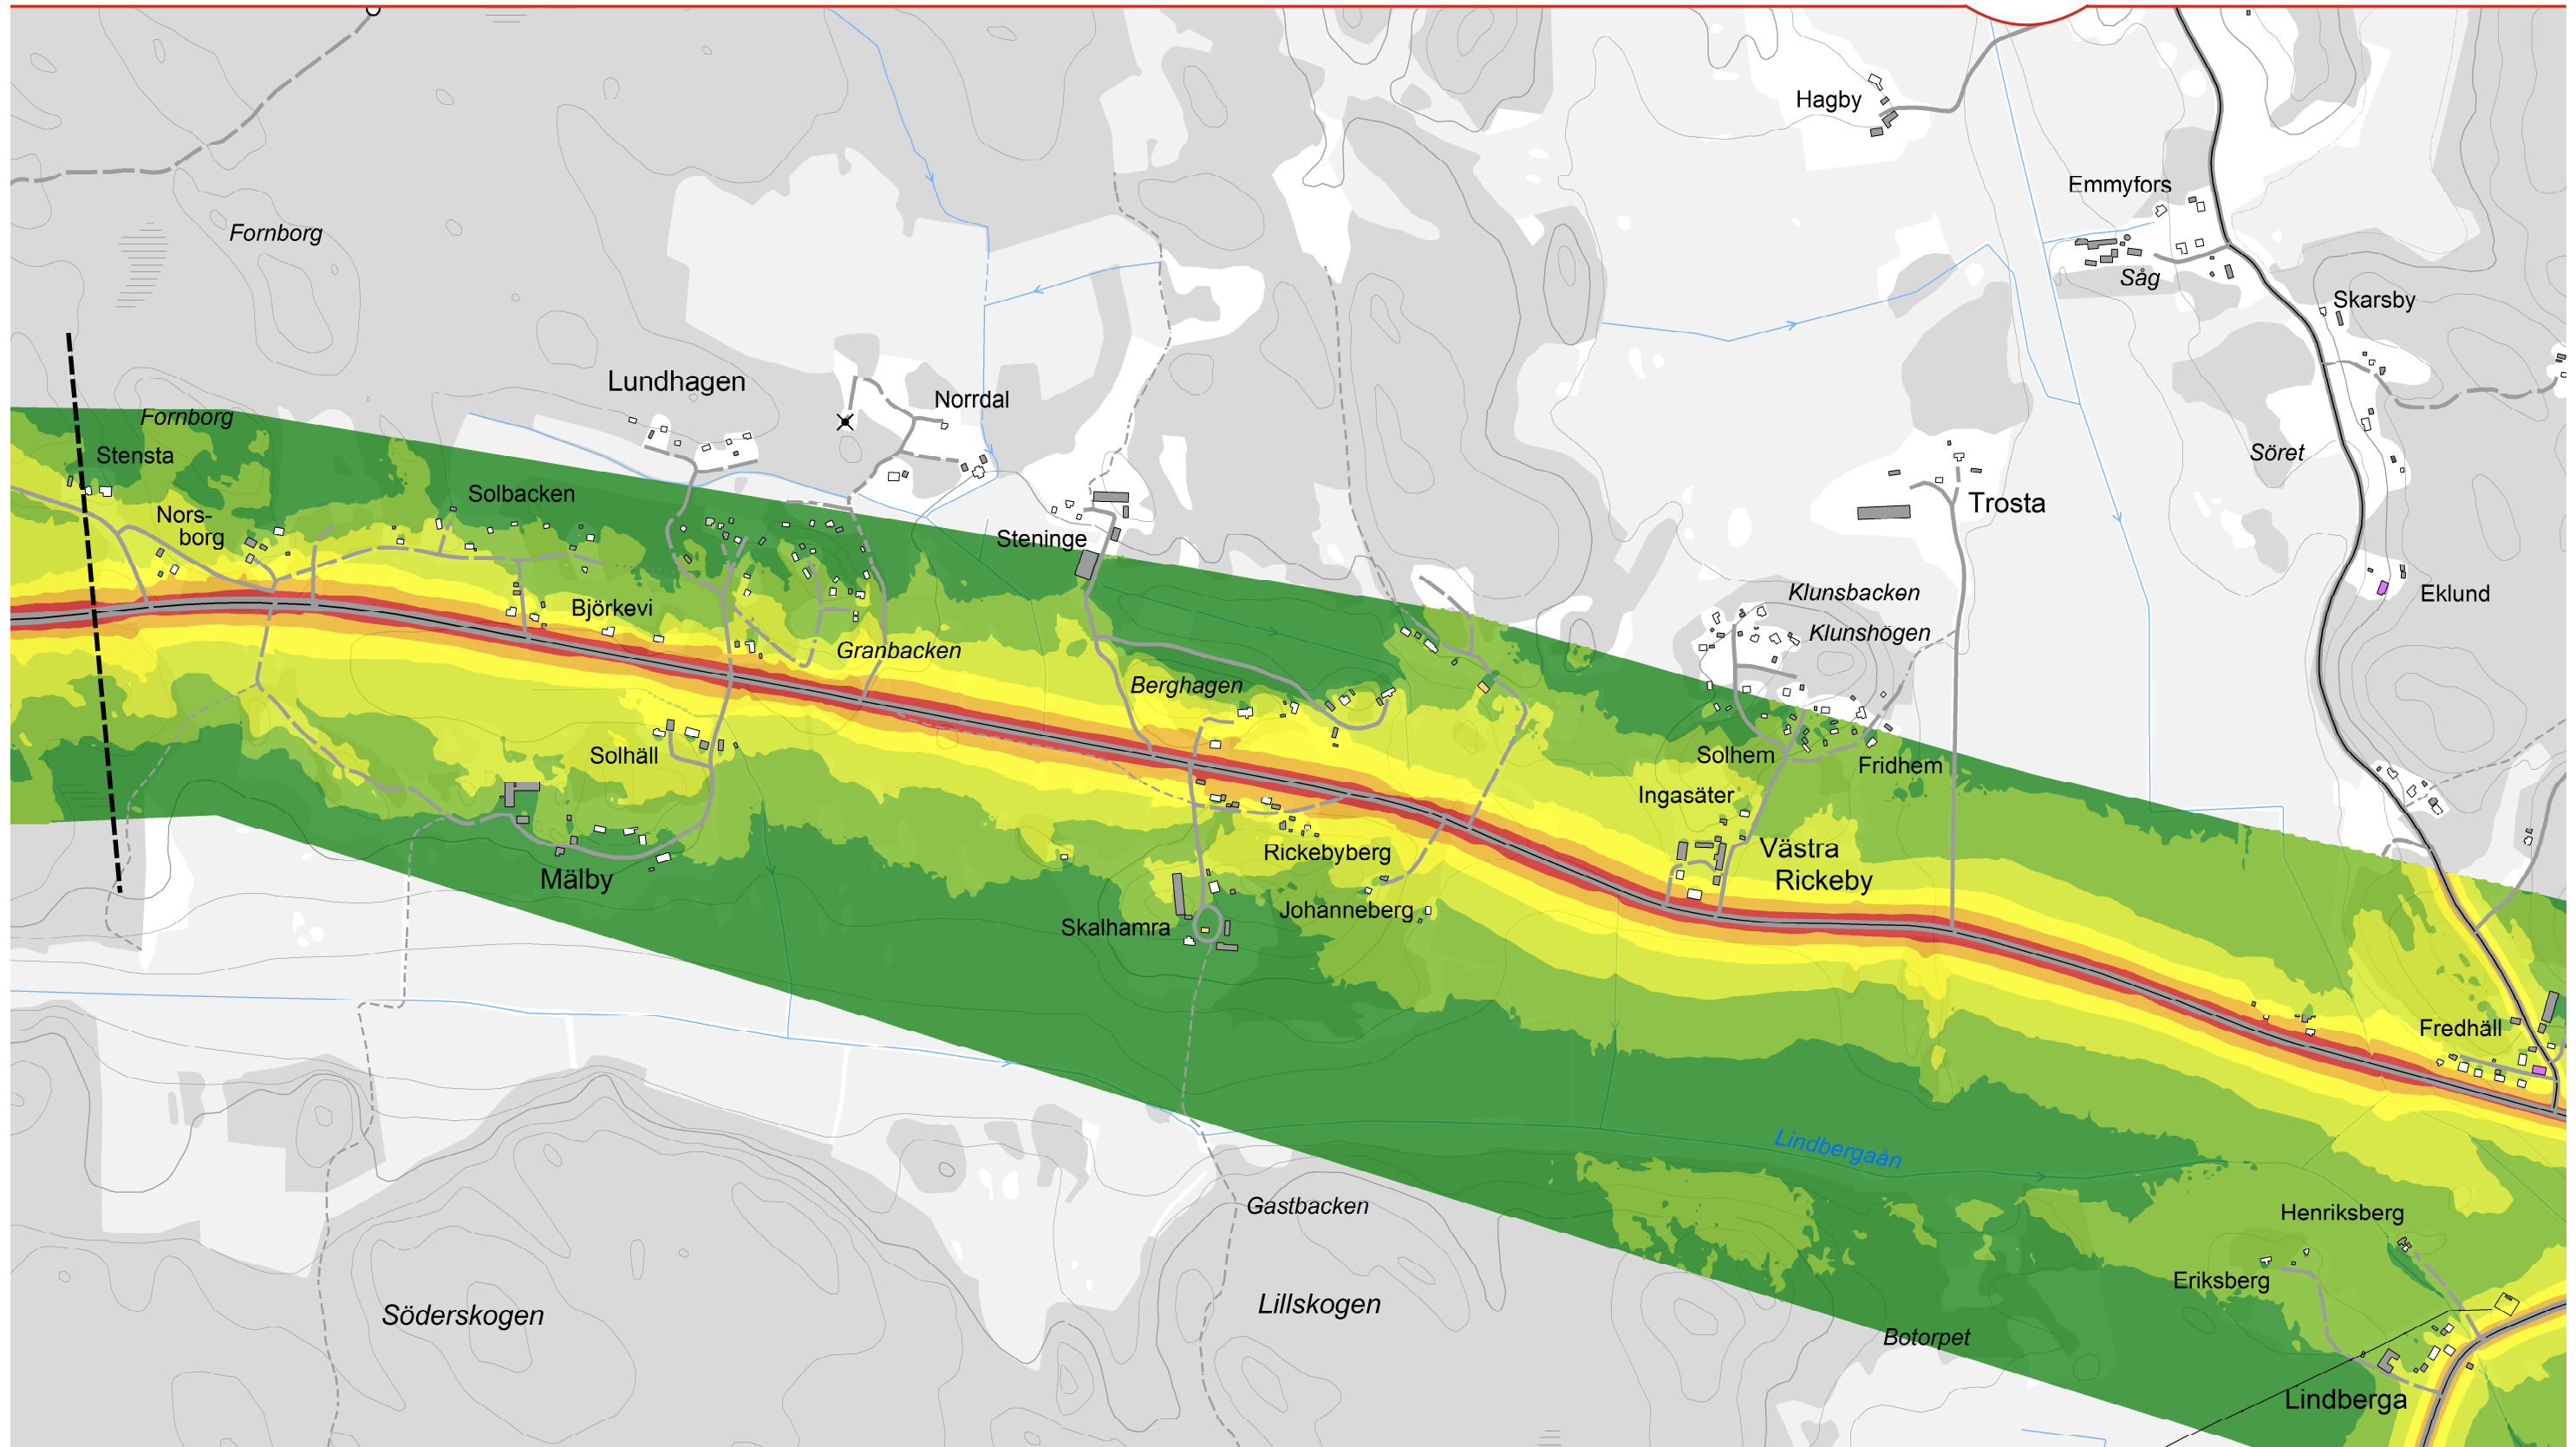 Hagby
Emmyfors
Fornborg
Såg
Skarsby
Lundhagen
Norrdal
Fornborg
Stensta
Söret
Solbacken
Trosta
Nors-
borg
Steninge
Klunsbacken
Eklund
Björkevi
Klunshögen
Granbacken
Berghagen
Solhäll
Solhem
Fridhem
Ingasäter
Västra
Rickeby
Rickebyberg
Mälby
Johanneberg
Skalhamra
Fredhäll
Lindbergaån
Gastbacken
Henriksberg
Eriksberg
Lillskogen
Söderskogen
Botorpet
Lindberga